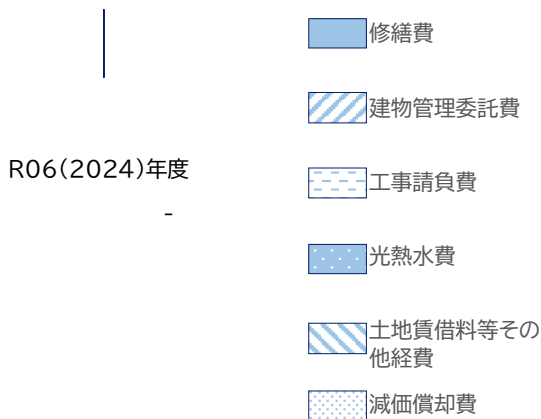 修繕費
建物管理委託費
R06(2024)年度
-
工事請負費
光熱水費
土地賃借料等その
他経費
減価償却費